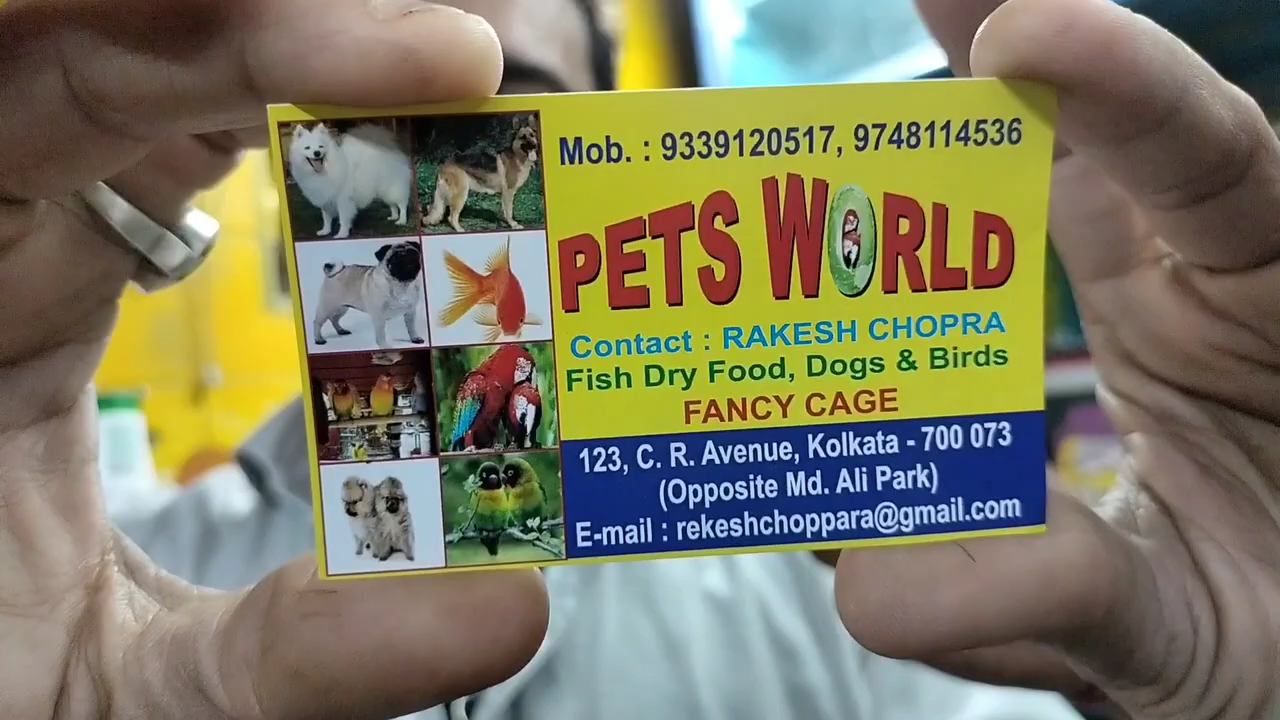 Mob. : 9339120517, 9748114536
PETS WORLD
Contact : RAKESH CHOPRA
Fish Dry Food, Dogs & Birds
FANCY CAGE
123, C. R. Avenue, Kolkata - 700 073
(Opposite Md. Ali Park)
E-mail : rekeshchoppara@gmail.com